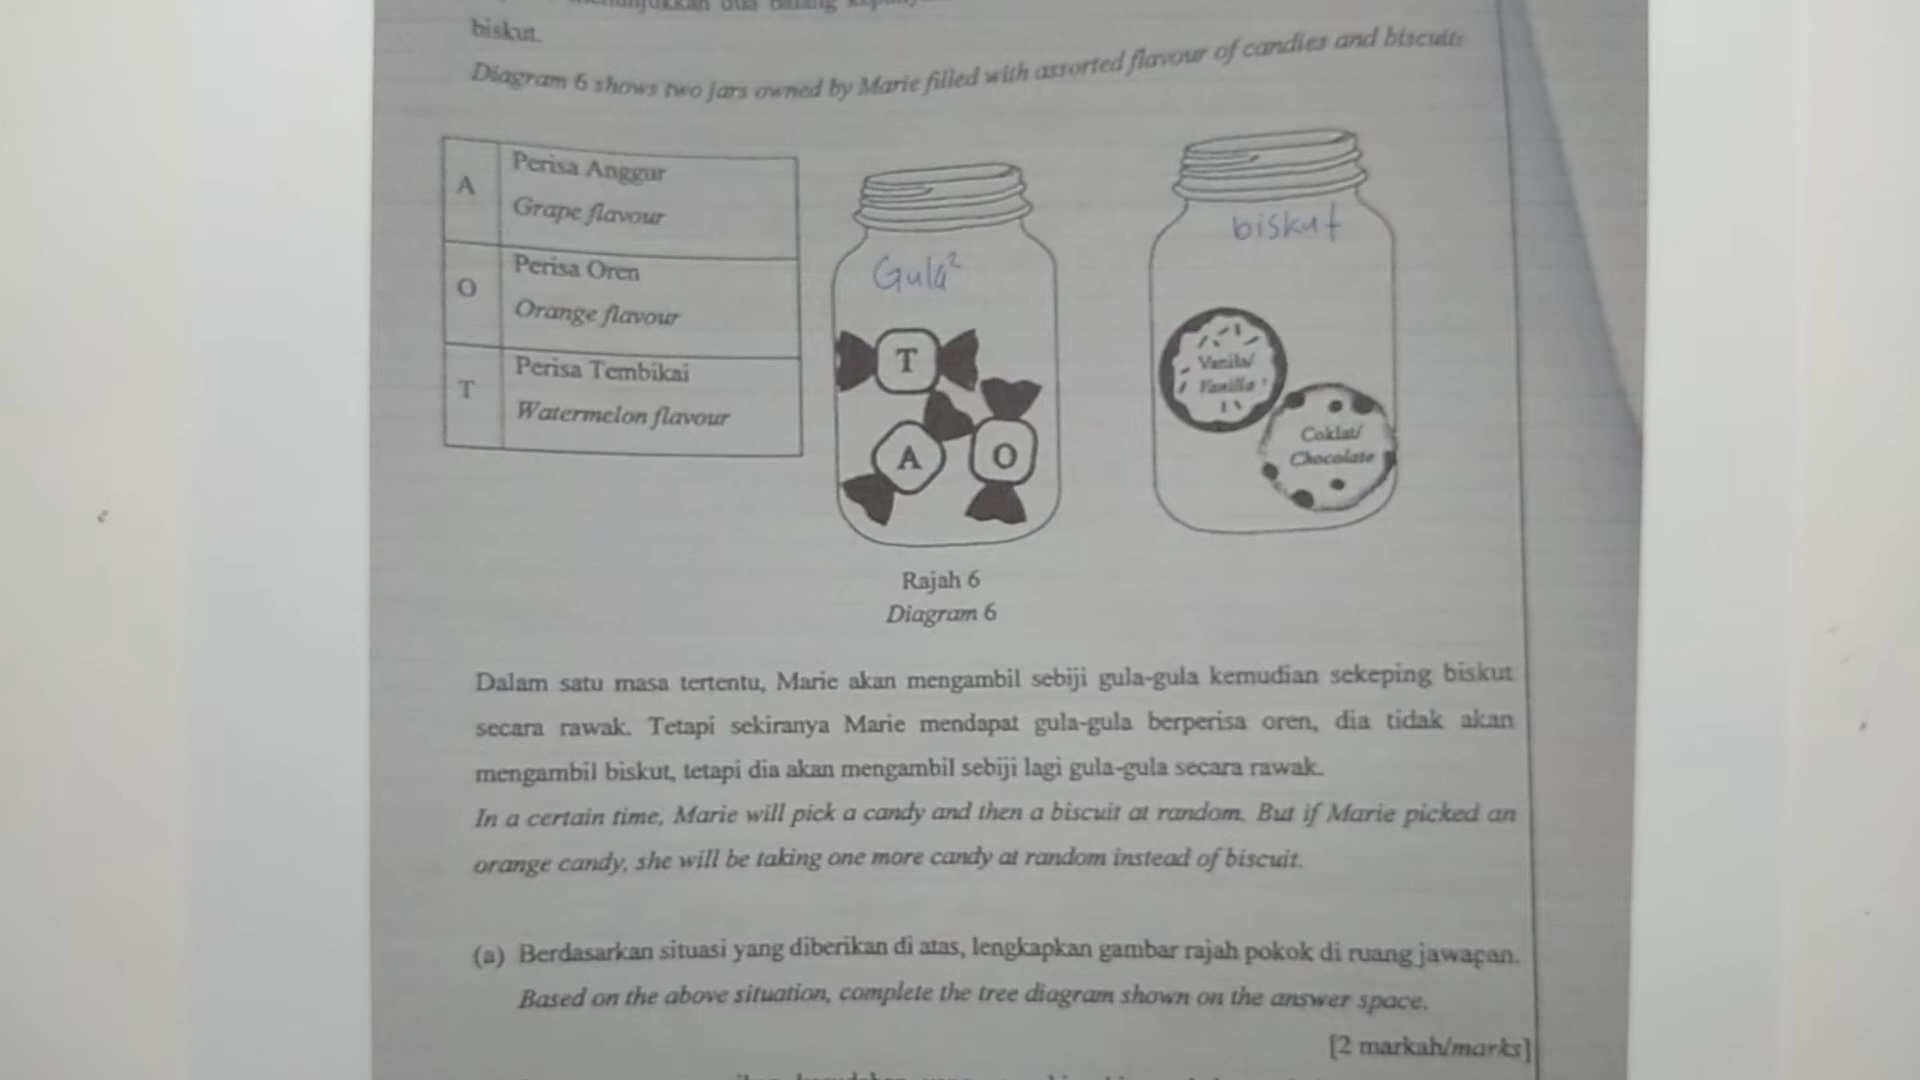 dua
biskut.
Diagram 6 shows two jars owned by Marie filled with assorted flavour of candies and biscuits
A
Perisa Anggur
Grape flavour
O
Perisa Oren
Orange flavour
T
Perisa Tembikai
Watermelon flavour
Gula²
T
A
O
biskut
Vanila/
Vanilla
Coklat/
Chocolate
Rajah 6
Diagram 6
Dalam satu masa tertentu, Marie akan mengambil sebiji gula-gula kemudian sekeping biskut
secara rawak. Tetapi sekiranya Marie mendapat gula-gula berperisa oren, dia tidak akan
mengambil biskut, tetapi dia akan mengambil sebiji lagi gula-gula secara rawak.
In a certain time, Marie will pick a candy and then a biscuit at random. But if Marie picked an
orange candy, she will be taking one more candy at random instead of biscuit.
(a) Berdasarkan situasi yang diberikan di atas, lengkapkan gambar rajah pokok di ruang jawapan.
Based on the above situation, complete the tree diagram shown on the answer space.
[2 markah/marks]